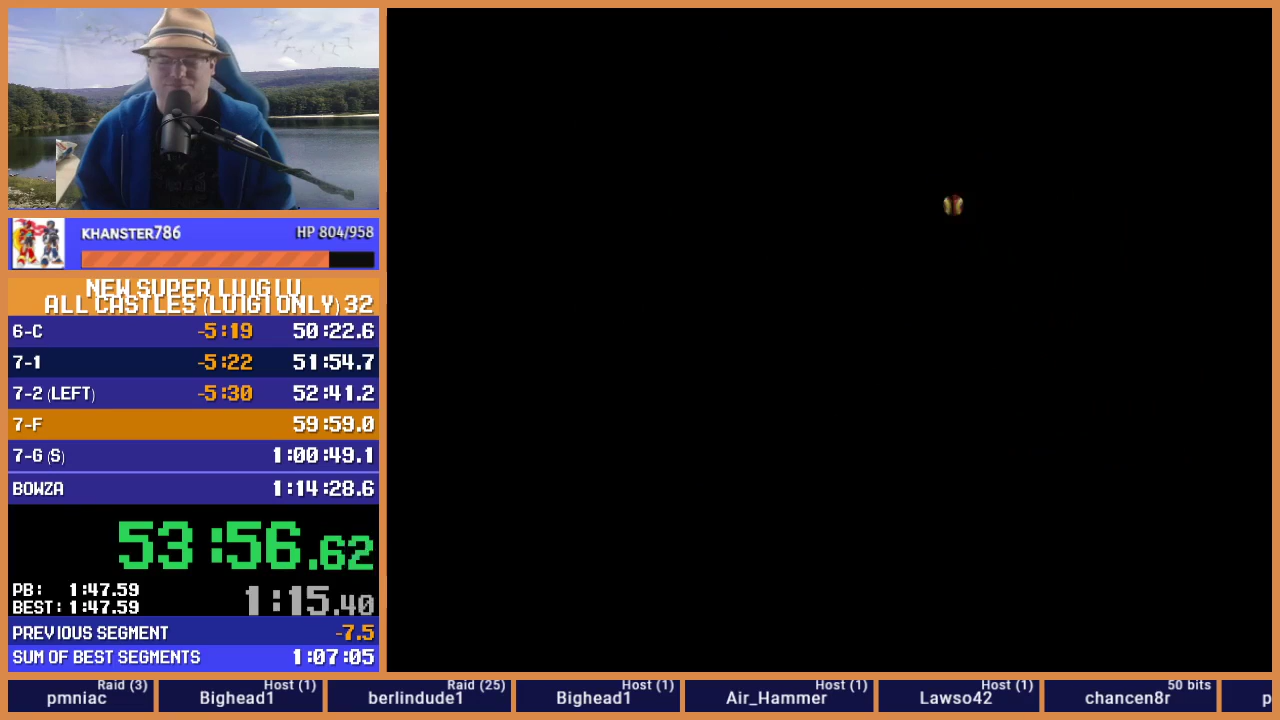 KHANSTER786 HP 804/958
NEW SUPER LUIGI U
ALL CASTLES (LUIGI ONLY) 32
6-C -5:19 50:22.6
7-1 -5:22 51:54.7
7-2 (LEFT) -5:30 52:41.2
7-F 59:59.0
7-G (S) 1:00:49.1
BOWZA 1:14:28.6
53:56.62
PB: 1:47.59
BEST: 1:47.59
1:15.40
PREVIOUS SEGMENT -7.5
SUM OF BEST SEGMENTS 1:07:05
Raid (3)
pmniac
Host (1)
Bighead1
Raid (25)
berlindude1
Host (1)
Bighead1
Host (1)
Air_Hammer
Host (1)
Lawso42
50 bits
chancen8r
p